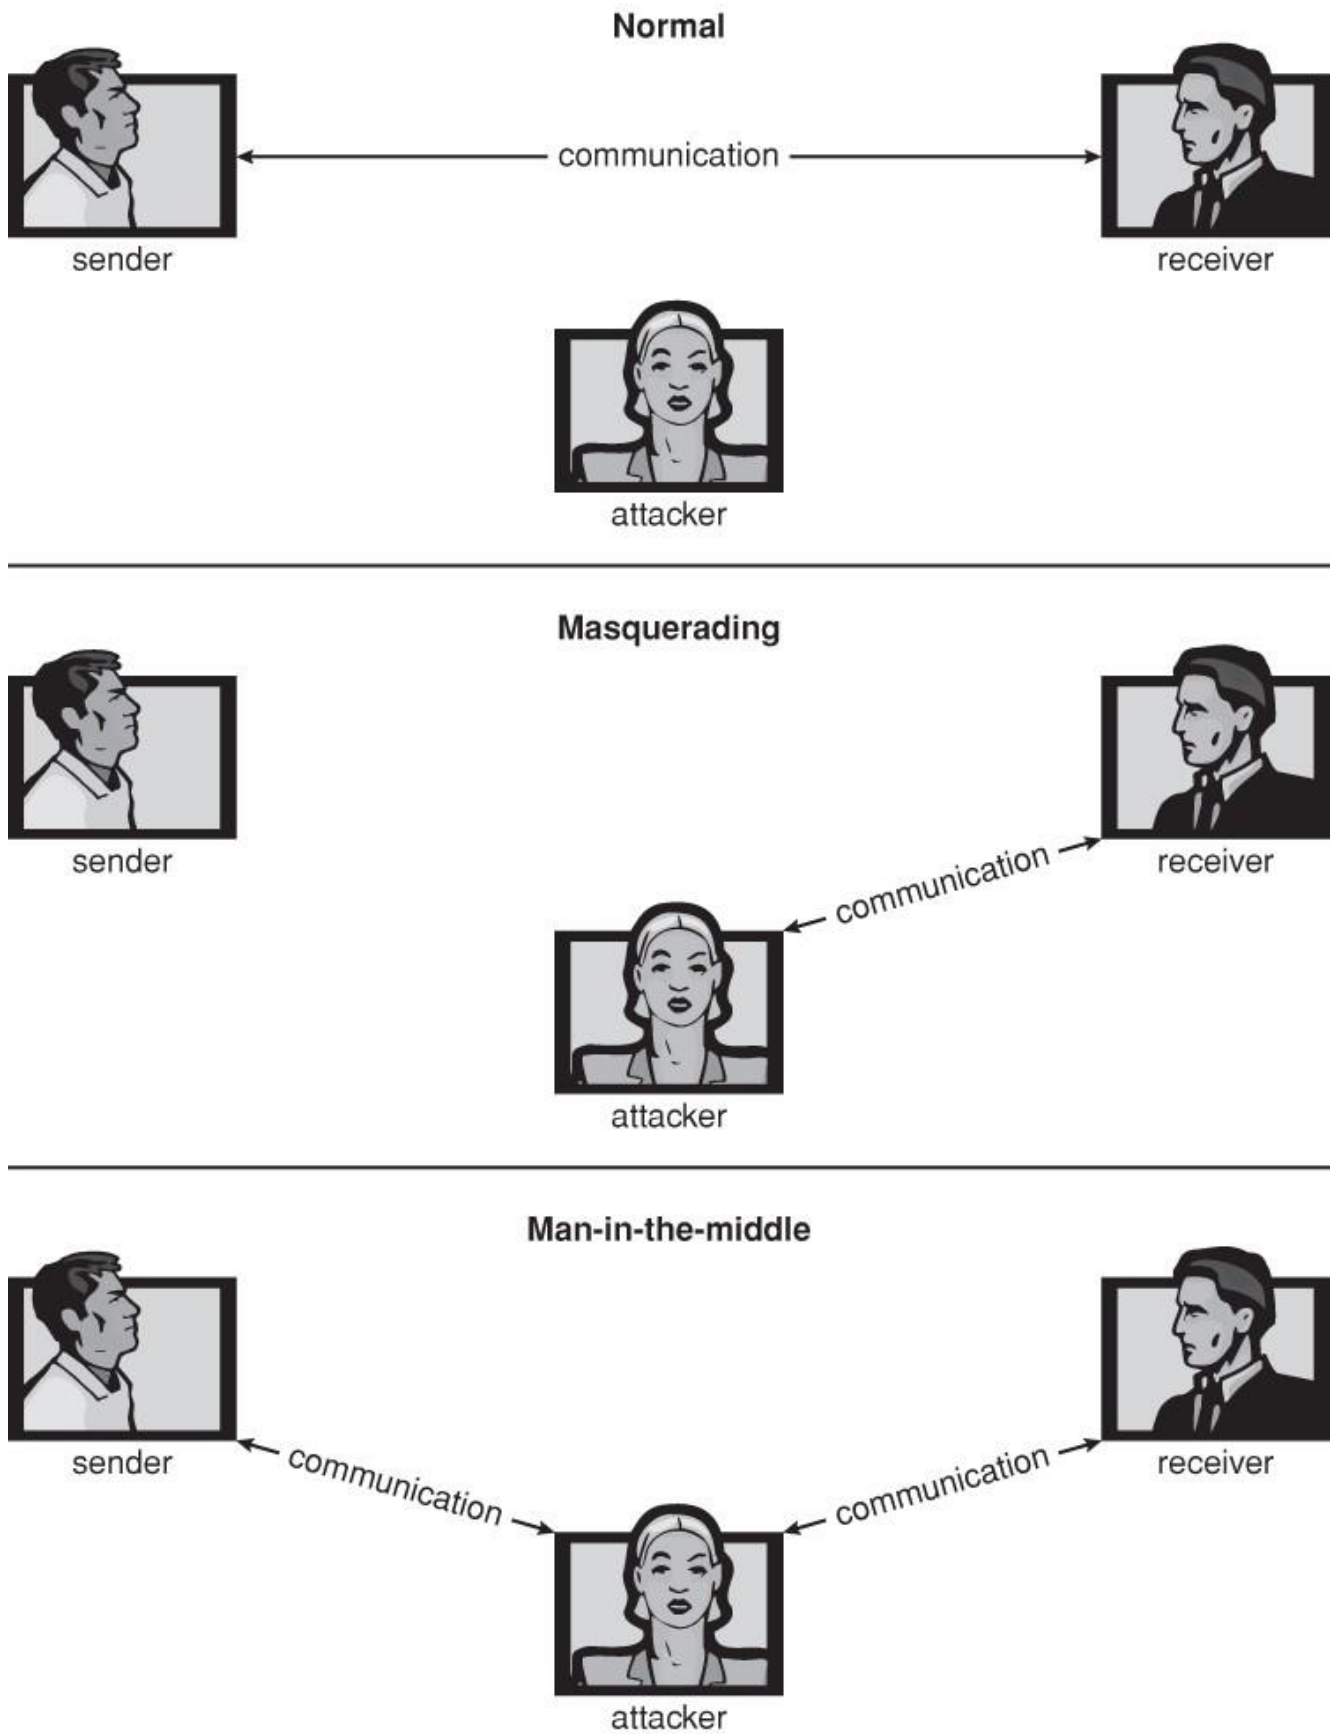 Normal
communication
sender
receiver
attacker
Masquerading
sender
receiver
communication
attacker
Man-in-the-middle
sender
receiver
communication
communication
attacker